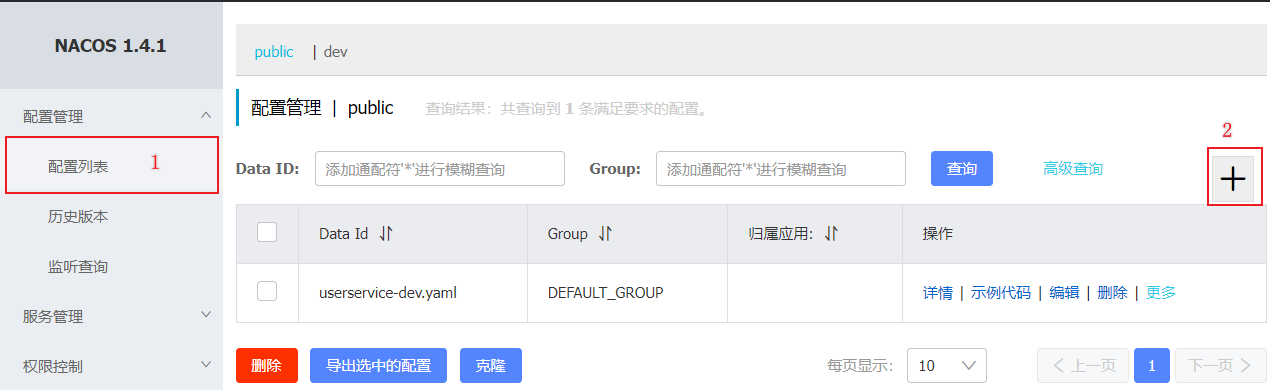 NACOS 1.4.1
public | dev
配置管理
配置管理 | public 查询结果：共查询到 1 条满足要求的配置。
2
配置列表 1
Data ID: 添加通配符'*'进行模糊查询 Group: 添加通配符'*'进行模糊查询 查询 高级查询
历史版本
Data Id Group 归属应用: 操作
监听查询
userservice-dev.yaml DEFAULT_GROUP 详情 | 示例代码 | 编辑 | 删除 | 更多
服务管理
权限控制
删除 导出选中的配置 克隆 每页显示: 10 上一页 1 下一页